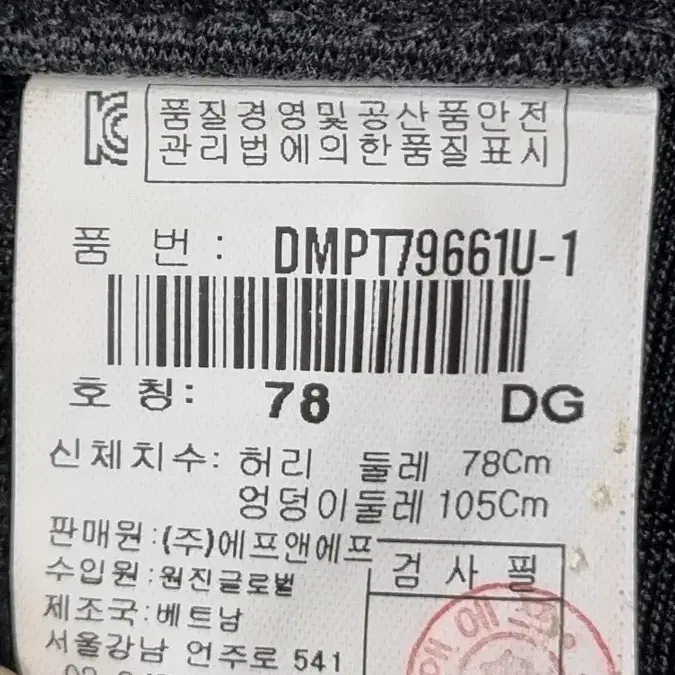 품질경영및공산품안전
관리법에의한품질표시
품 번 : DMPT79661U-1
호 칭: 78 DG
신체치수: 허리 둘레 78Cm
엉덩이둘레 105Cm
판매원:(주)에프앤에프
수입원:원진글로벌
검 사 필
제조국:베트남
서울강남 언주로 541